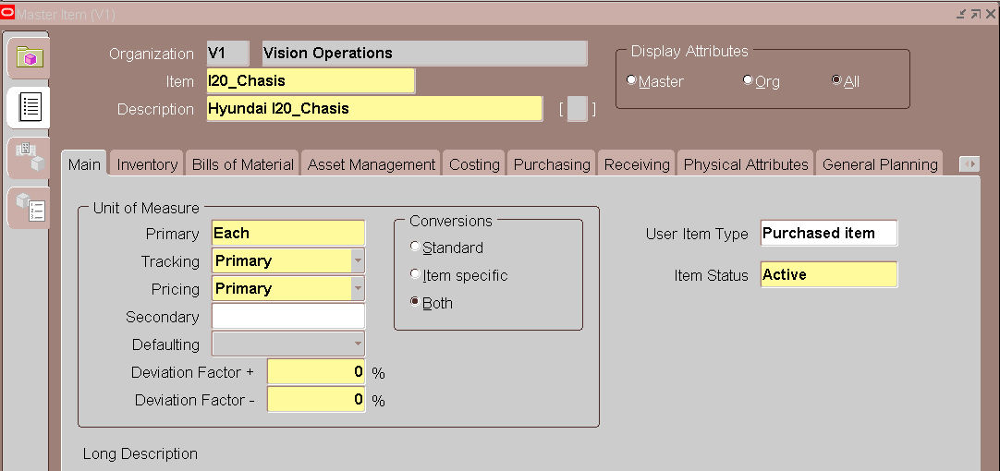 Master Item (V1)
Organization V1 Vision Operations
Item I20_Chasis
Description Hyundai I20_Chasis [ ]
Display Attributes
Master Org All
Main Inventory Bills of Material Asset Management Costing Purchasing Receiving Physical Attributes General Planning
Unit of Measure
Primary Each
Tracking Primary
Pricing Primary
Secondary
Defaulting
Deviation Factor + 0 %
Deviation Factor - 0 %
Conversions
Standard
Item specific
Both
User Item Type Purchased item
Item Status Active
Long Description